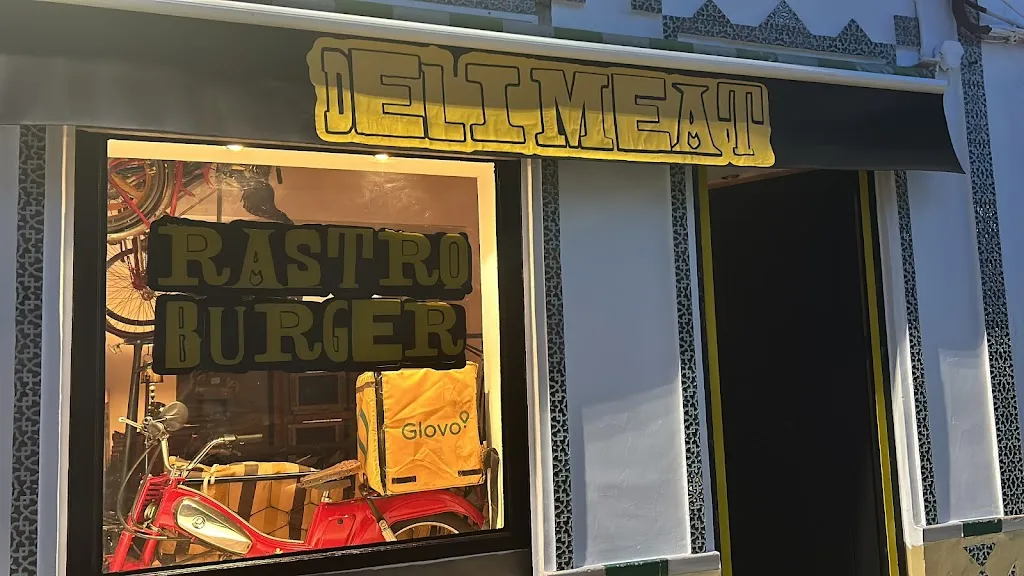 DELIMEAT
RASTRO
BURGER
Glovo